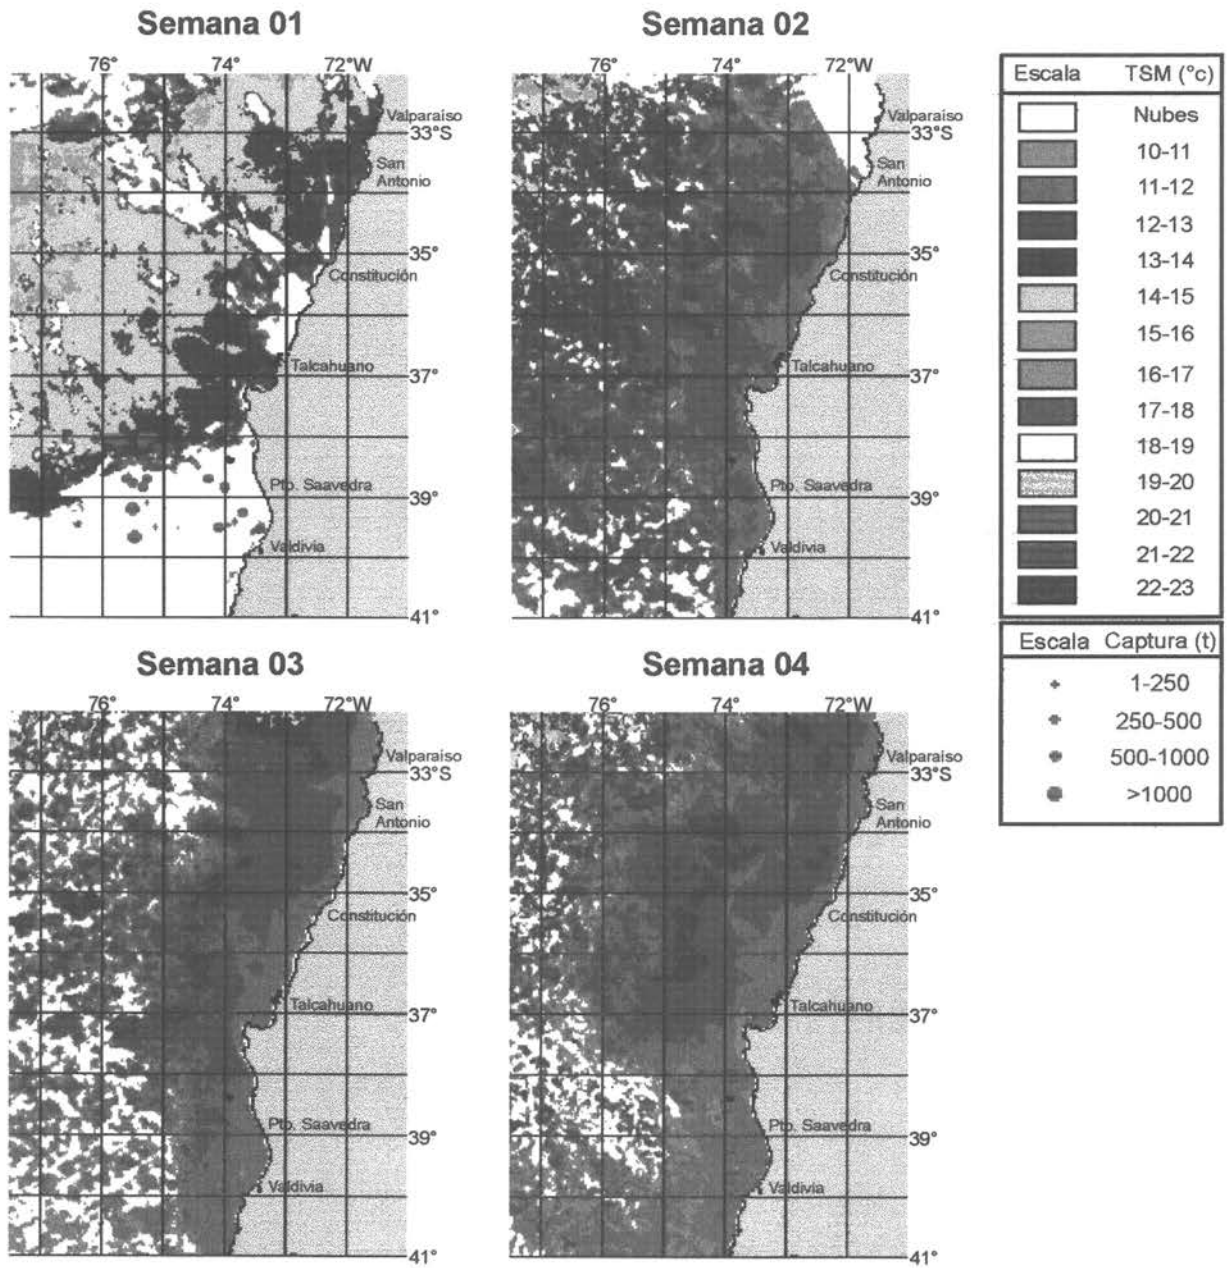 Semana 01
76° 74° 72°W
Valparaiso
33°S
San
Antonio
35°
Constitución
Talcahuano
37°
Pto. Saavedra
39°
Valdivia
41°
Semana 02
76° 74° 72°W
Valparaiso
33°S
San
Antonio
35°
Constitución
Talcahuano
37°
Pto. Saavedra
39°
Valdivia
41°
Escala TSM (°c)
Nubes
10-11
11-12
12-13
13-14
14-15
15-16
16-17
17-18
18-19
19-20
20-21
21-22
22-23
Escala Captura (t)
1-250
250-500
500-1000
>1000
Semana 03
76° 74° 72°W
Valparaiso
33°S
San
Antonio
35°
Constitución
Talcahuano
37°
Pto. Saavedra
39°
Valdivia
41°
Semana 04
76° 74° 72°W
Valparaiso
33°S
San
Antonio
35°
Constitución
Talcahuano
37°
Pto. Saavedra
39°
Valdivia
41°